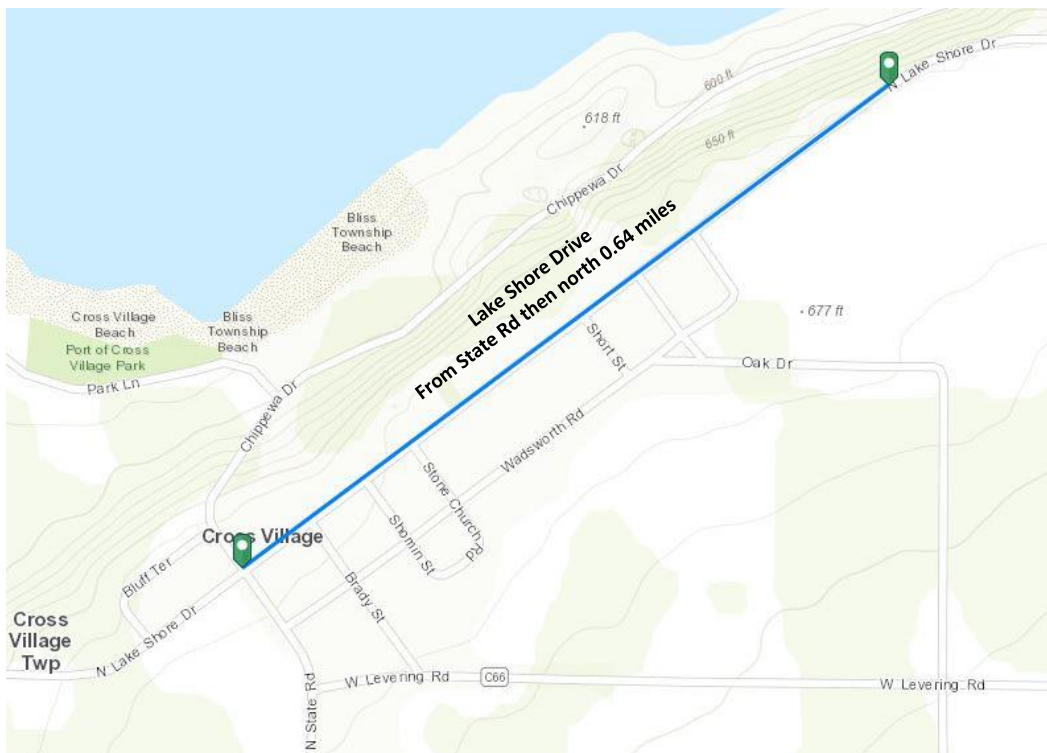 N Lake Shore Dr
600 ft
618 ft
650 ft
Chippewa Dr
Bliss
Township
Beach
Lake Shore Drive
From State Rd then north 0.64 miles
677 ft
Cross Village
Beach
Bliss
Township
Beach
Port of Cross
Village Park
Park Ln
Short St
Oak Dr
Chippewa Dr
Wadsworth Rd
Stone Church Rd
Shomin St
Cross Village
Bluff Ter
Brady St
Cross
Village
Twp
N Lake Shore Dr
W Levering Rd
C66
W Levering Rd
N State Rd